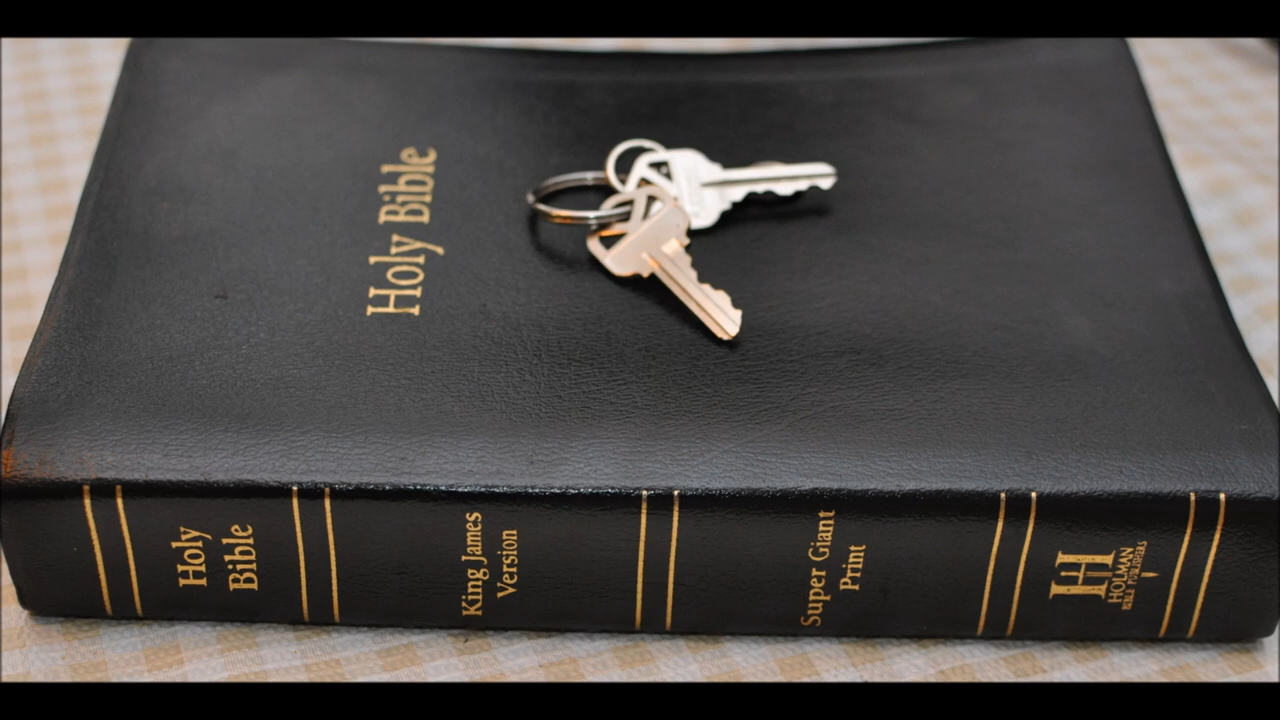 Holy Bible
Holy
Bible
King James
Version
Super Giant
Print
HOLMAN
BIBLE PUBLISHERS